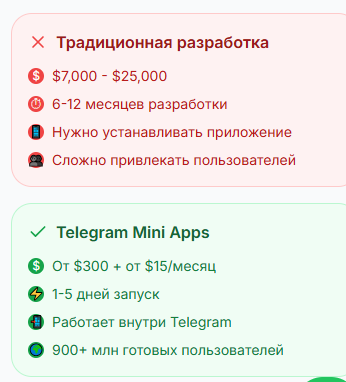 Традиционная разработка
$7,000 - $25,000
6-12 месяцев разработки
Нужно устанавливать приложение
Сложно привлекать пользователей
Telegram Mini Apps
От $300 + от $15/месяц
1-5 дней запуск
Работает внутри Telegram
900+ млн готовых пользователей